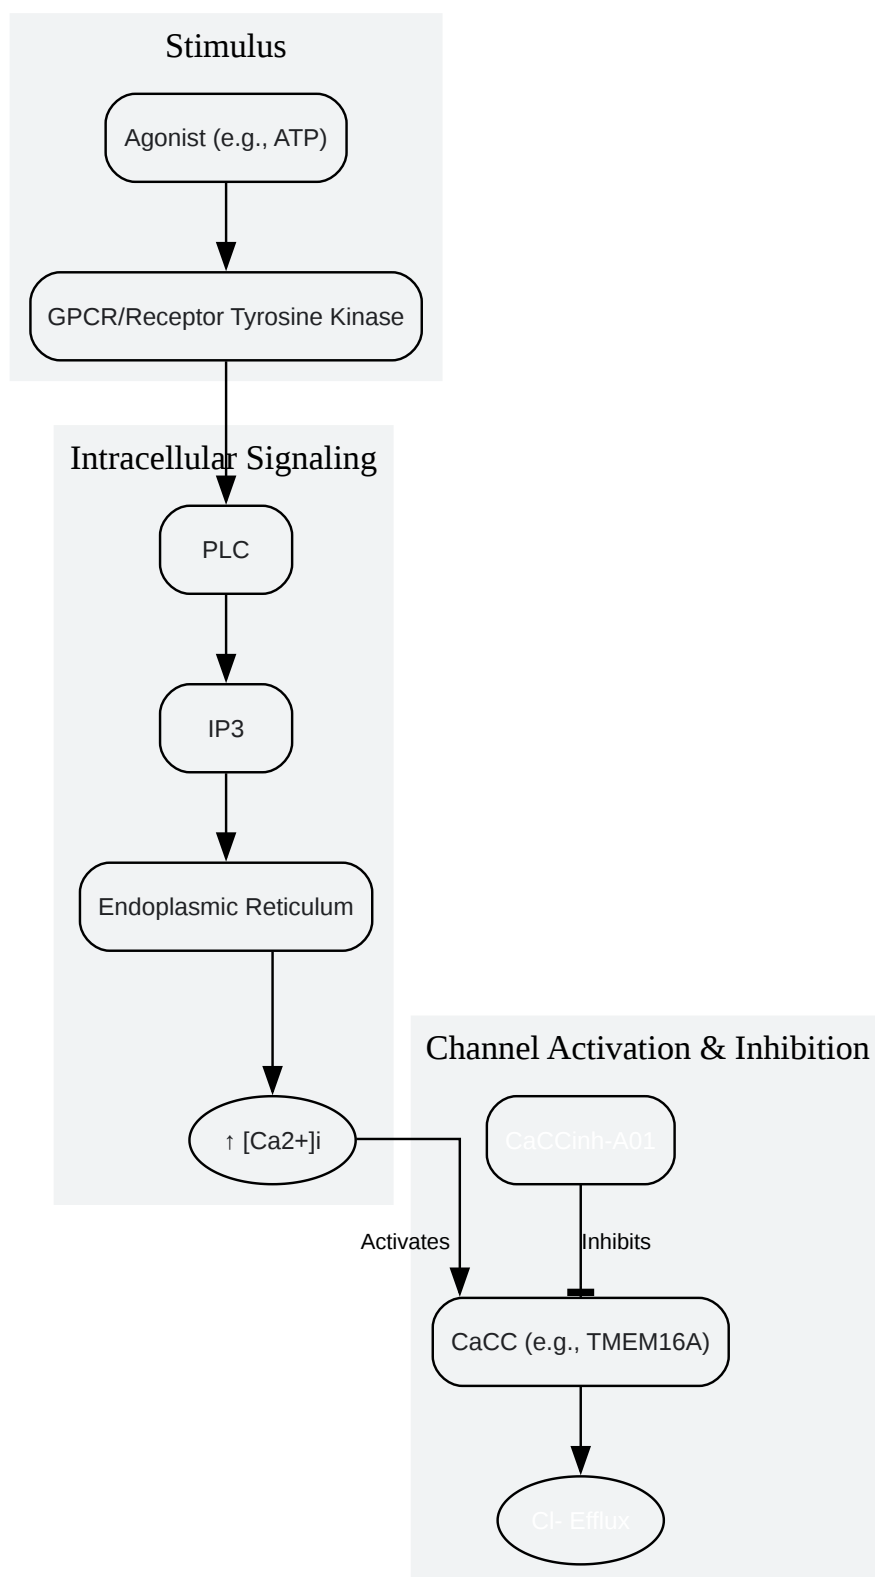 Stimulus
Agonist (e.g., ATP)
GPCR/Receptor Tyrosine Kinase
Intracellular Signaling
PLC
IP3
Endoplasmic Reticulum
↑ [Ca2+]i
Channel Activation & Inhibition
CaCCinh-A01
Activates
Inhibits
CaCC (e.g., TMEM16A)
Cl- Efflux